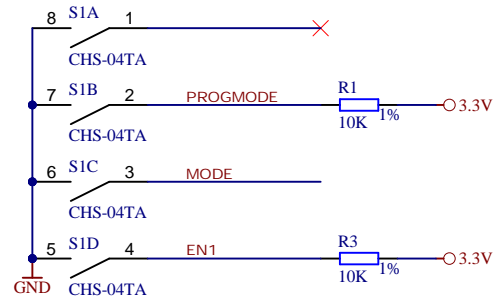 S1A
8 1
CHS-04TA
S1B
7 2 PROGMODE R1 3.3V
CHS-04TA 10K 1%
S1C
6 3 MODE
CHS-04TA
S1D
5 4 EN1 R3 3.3V
GND CHS-04TA 10K 1%